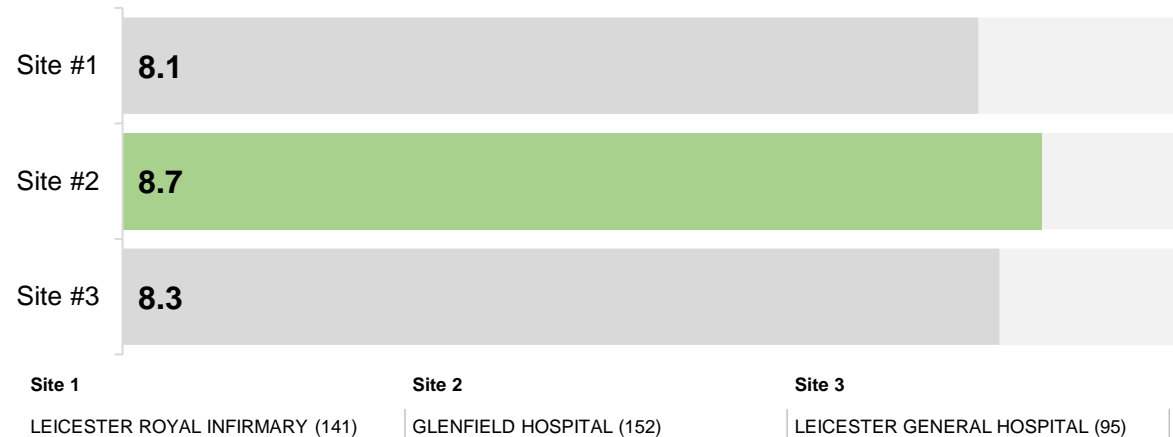 Site #1 8.1
Site #2 8.7
Site #3 8.3
Site 1 Site 2 Site 3
LEICESTER ROYAL INFIRMARY (141) GLENFIELD HOSPITAL (152) LEICESTER GENERAL HOSPITAL (95)